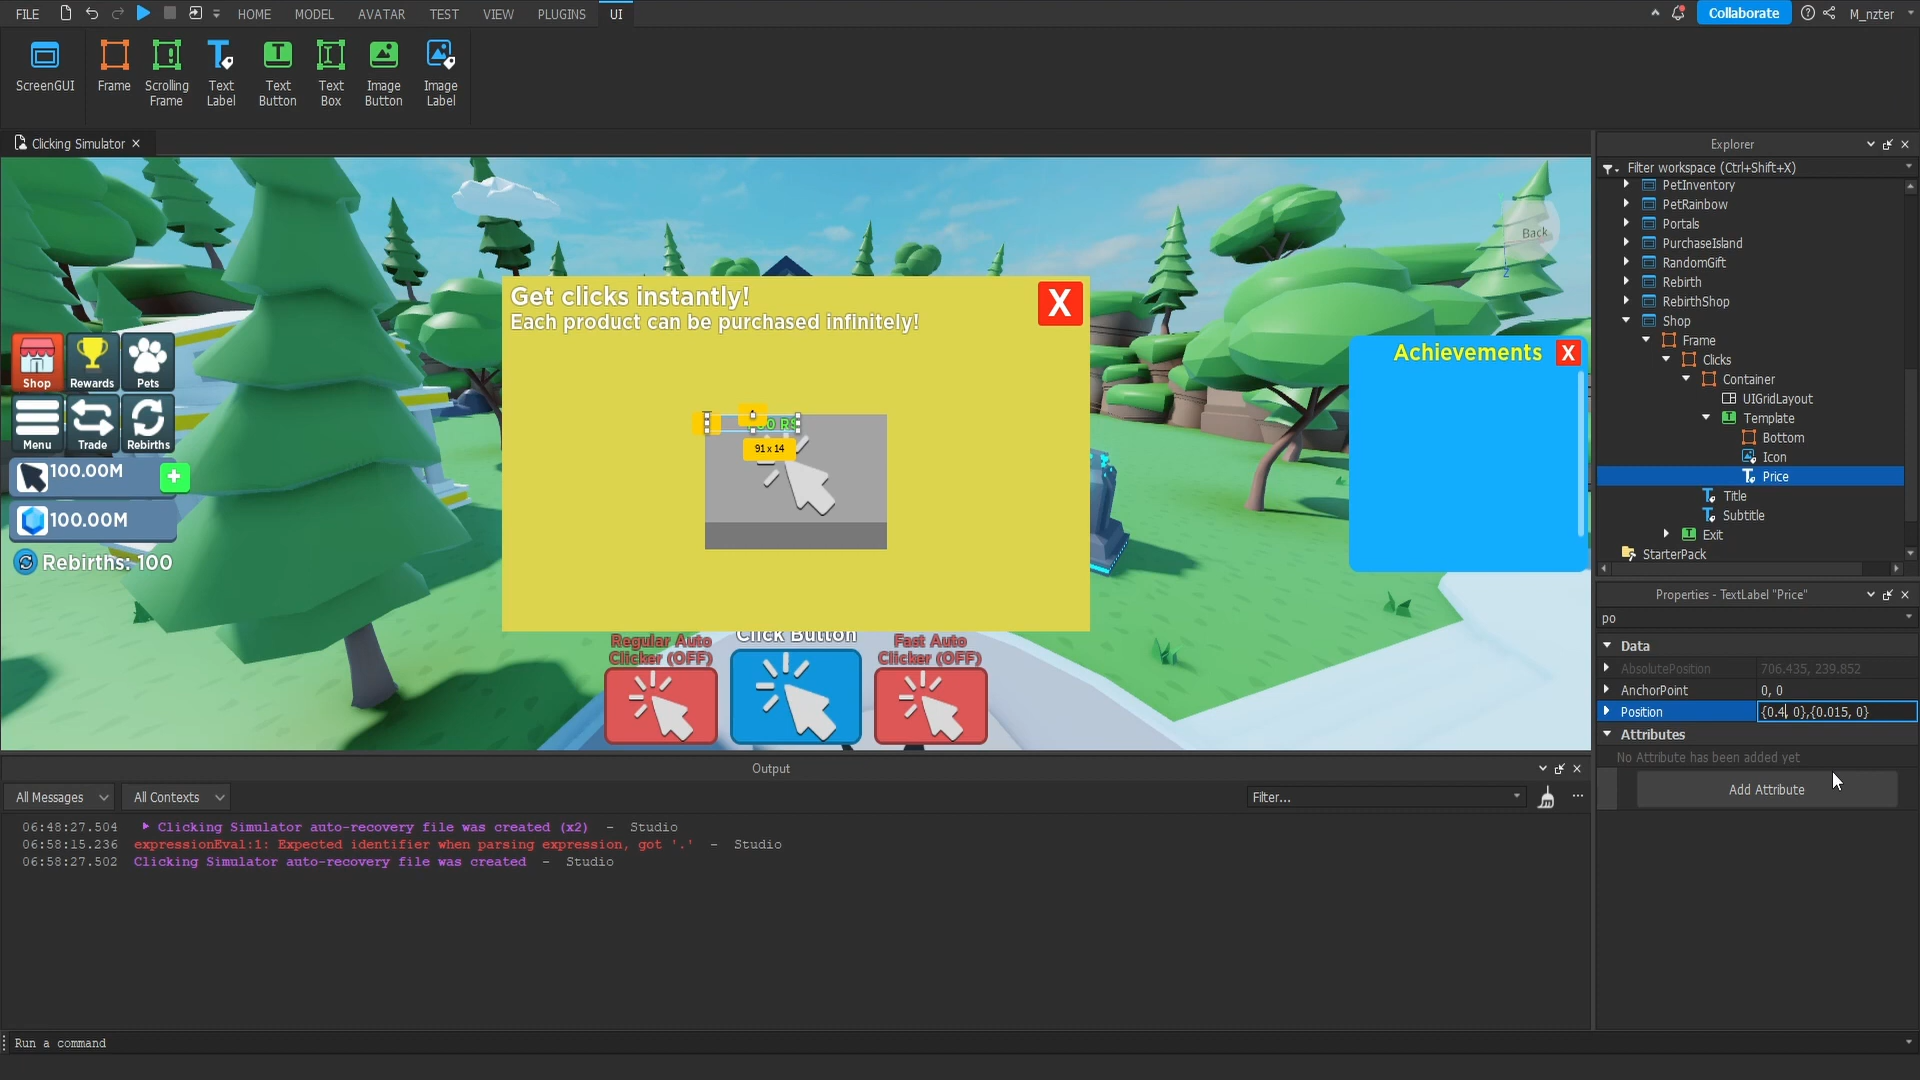 FILE
HOME
MODEL
AVATAR
TEST
VIEW
PLUGINS
UI
Collaborate
M_nzter
ScreenGUI
Frame
Scrolling
Frame
Text
Label
Text
Button
Text
Box
Image
Button
Image
Label
Clicking Simulator
Back
Get clicks instantly!
Each product can be purchased infinitely!
X
91 x 14
Achievements
X
Shop
Rewards
Pets
Menu
Trade
Rebirths
100.00M
+
100.00M
Rebirths: 100
Regular Auto
Clicker (OFF)
Click Button
Fast Auto
Clicker (OFF)
Explorer
Filter workspace (Ctrl+Shift+X)
PetInventory
PetRainbow
Portals
PurchaseIsland
RandomGift
Rebirth
RebirthShop
Shop
Frame
Clicks
Container
UIGridLayout
Template
Bottom
Icon
Price
Title
Subtitle
Exit
StarterPack
Properties - TextLabel "Price"
po
Data
AbsolutePosition 706.435, 239.852
AnchorPoint 0, 0
Position {0.4, 0},{0.015, 0}
Attributes
No Attribute has been added yet
Add Attribute
Output
All Messages
All Contexts
Filter...
06:48:27.504 Clicking Simulator auto-recovery file was created (x2) - Studio
06:58:15.236 expressionEval:1: Expected identifier when parsing expression, got '.' - Studio
06:58:27.502 Clicking Simulator auto-recovery file was created - Studio
Run a command